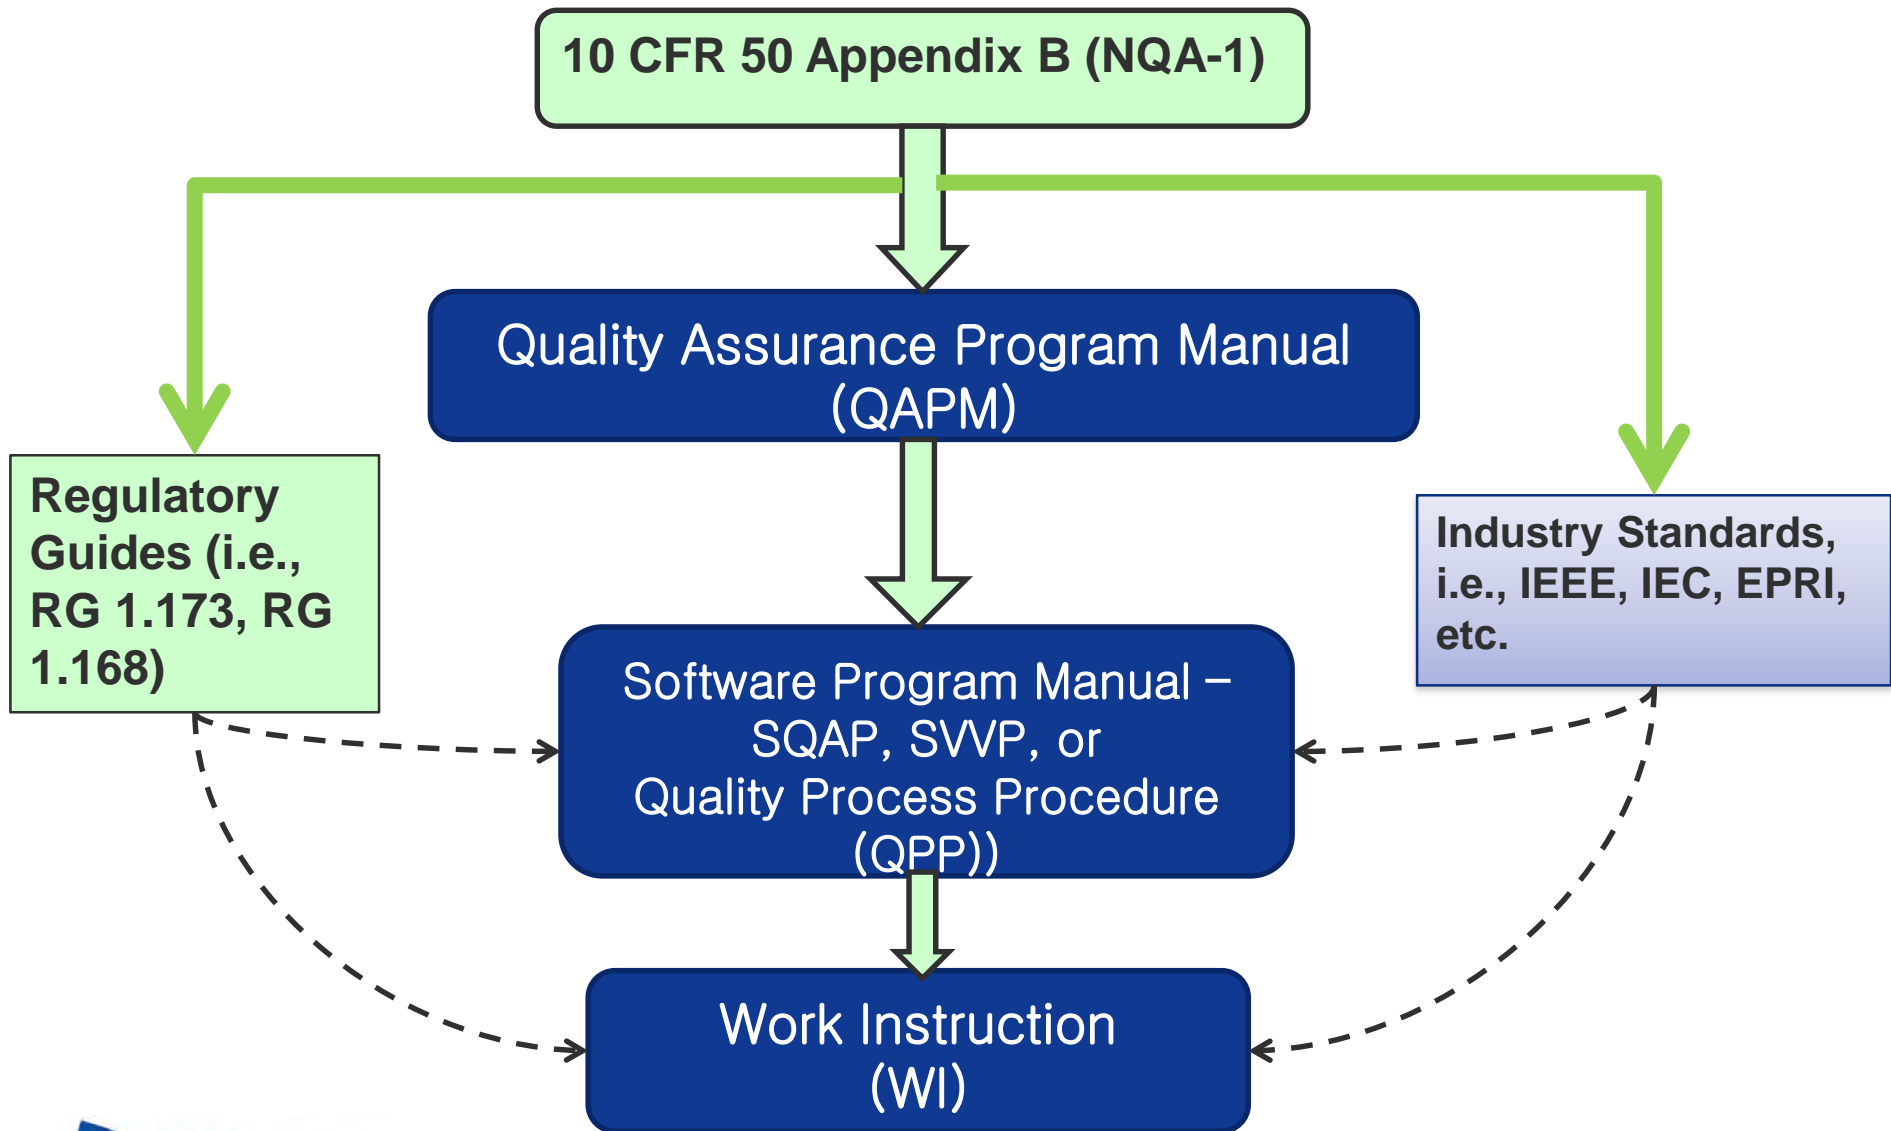 10 CFR 50 Appendix B (NQA-1)
Quality Assurance Program Manual
(QAPM)
Regulatory
Guides (i.e.,
RG 1.173, RG
1.168)
Industry Standards,
i.e., IEEE, IEC, EPRI,
etc.
Software Program Manual –
SQAP, SVVP, or
Quality Process Procedure
(QPP))
Work Instruction
(WI)